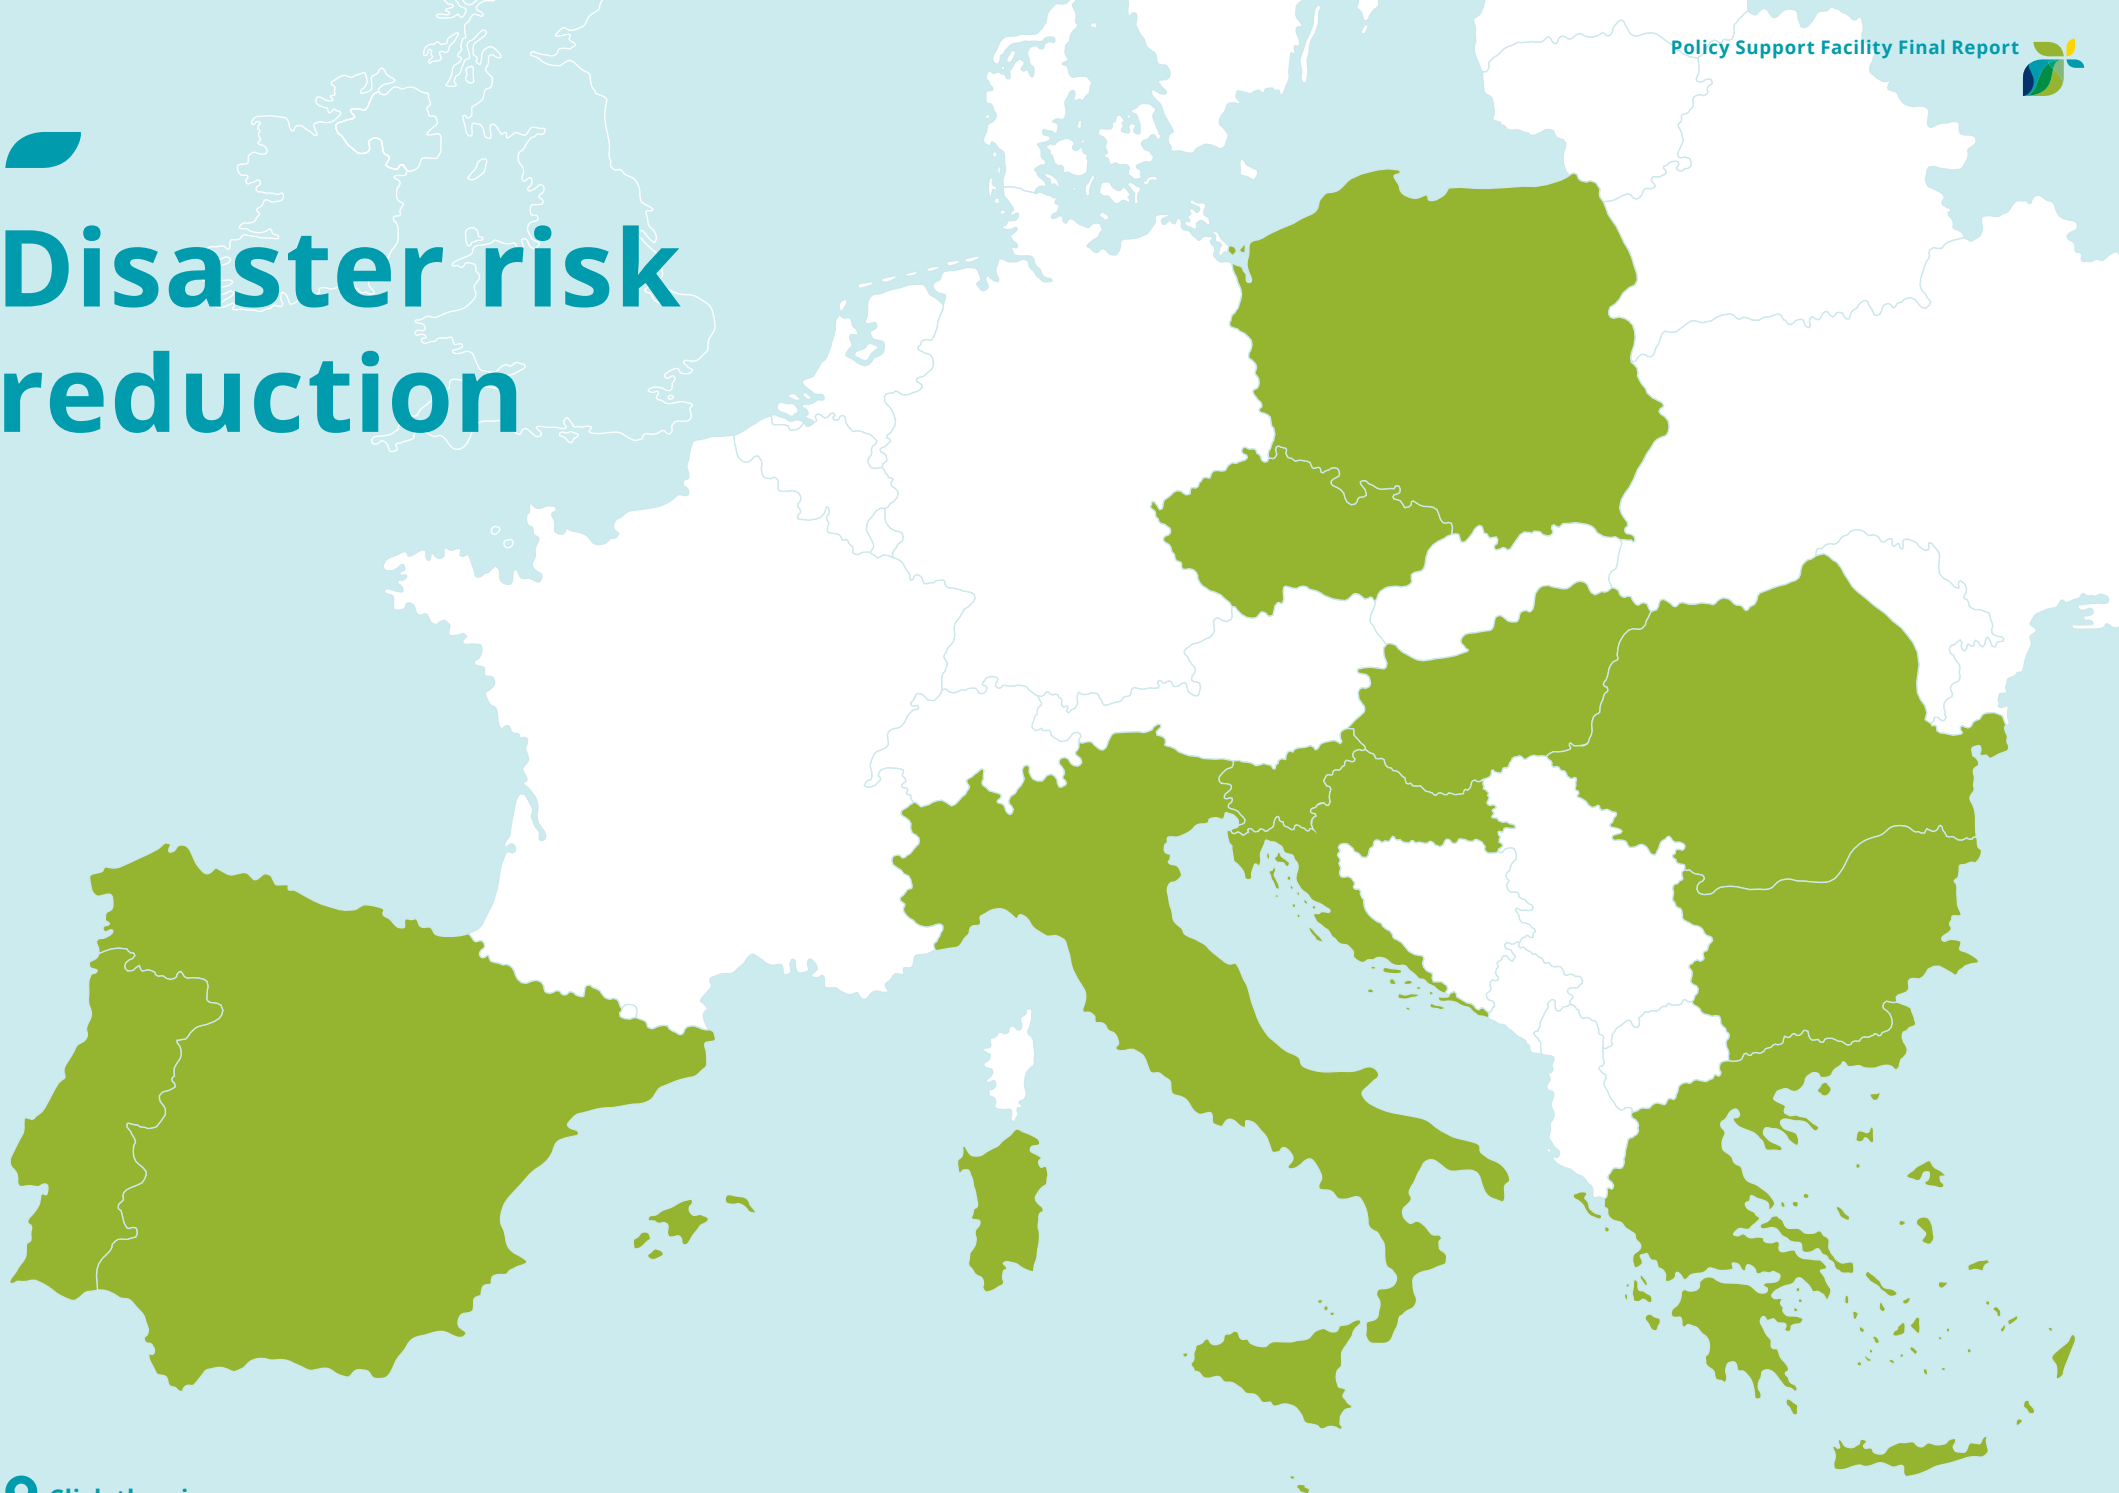 Policy Support Facility Final Report
Disaster risk
reduction